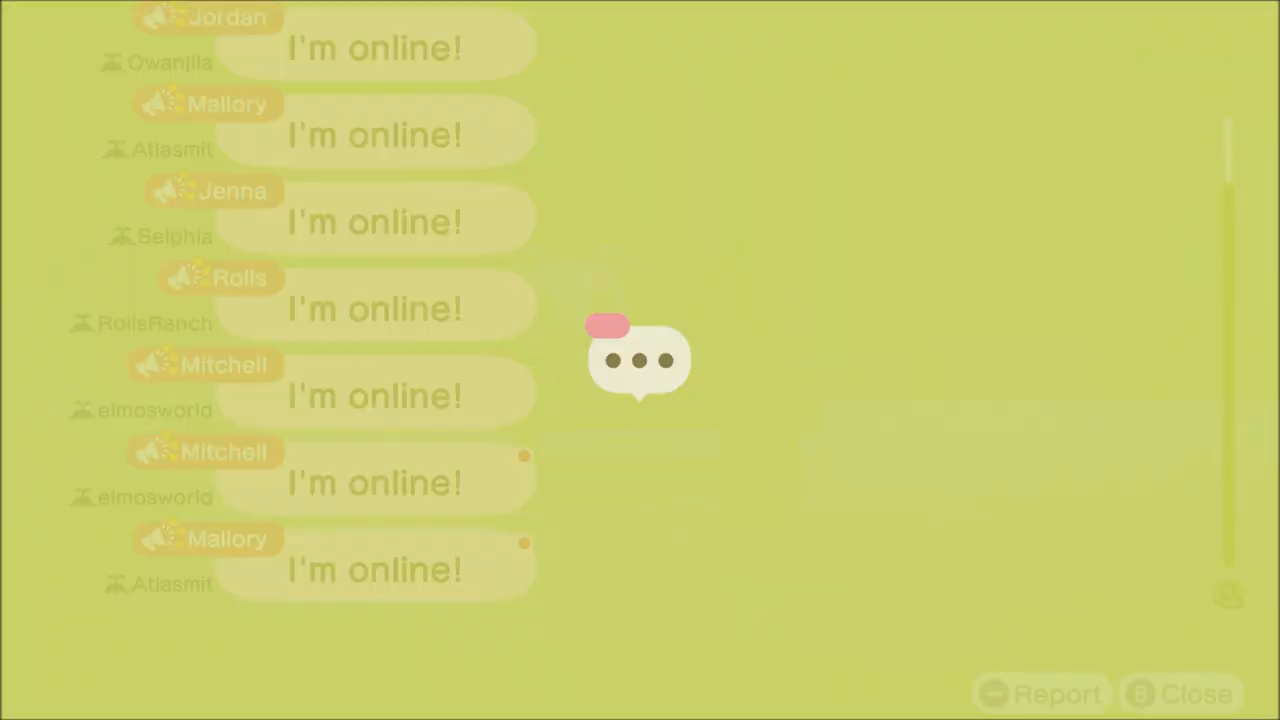 Jordan
I'm online!
Owanjila
Mallory
I'm online!
Atlasmit
Jenna
I'm online!
Selphia
Rolls
I'm online!
RollsRanch
Mitchell
I'm online!
elmosworld
Mitchell
I'm online!
elmosworld
Mallory
I'm online!
Atlasmit
Report
B Close